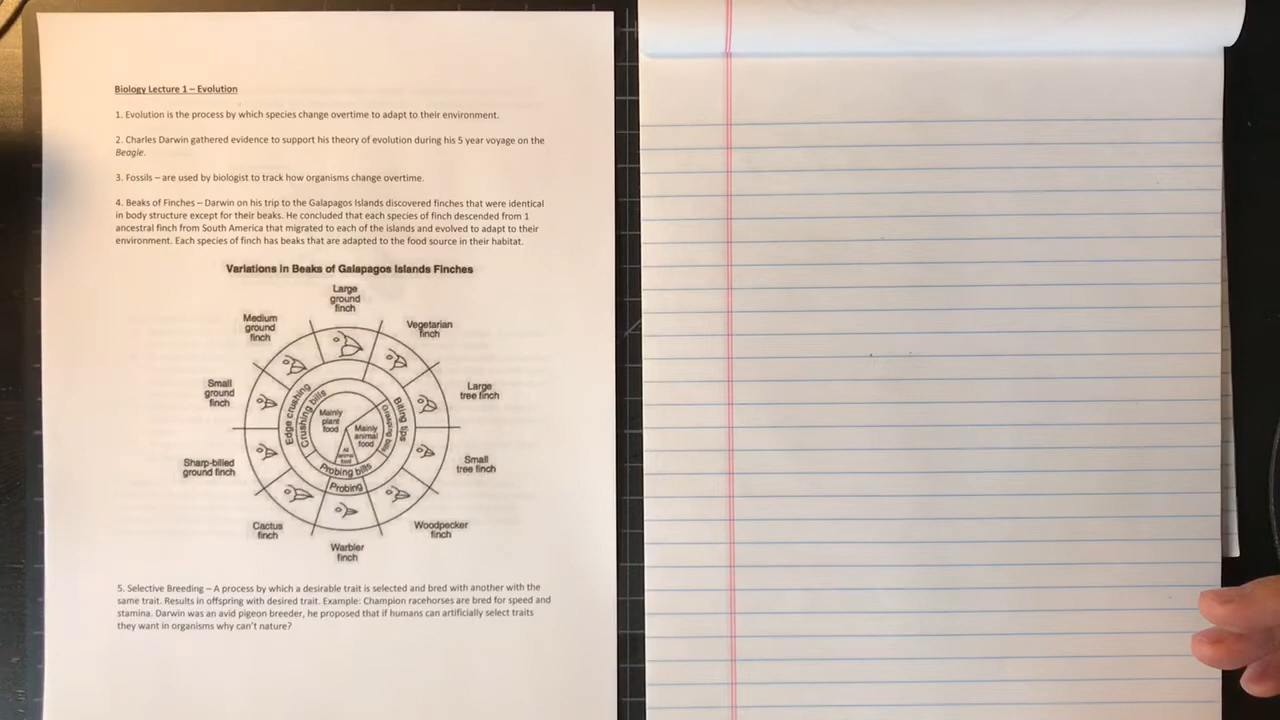 Biology Lecture 1 – Evolution
1. Evolution is the process by which species change overtime to adapt to their environment.
2. Charles Darwin gathered evidence to support his theory of evolution during his 5 year voyage on the
Beagle.
3. Fossils – are used by biologist to track how organisms change overtime.
4. Beaks of Finches – Darwin on his trip to the Galapagos Islands discovered finches that were identical
in body structure except for their beaks. He concluded that each species of finch descended from 1
ancestral finch from South America that migrated to each of the islands and evolved to adapt to their
environment. Each species of finch has beaks that are adapted to the food source in their habitat.
Variations in Beaks of Galapagos Islands Finches
Large
ground
finch
Medium
ground
finch
Vegetarian
finch
Small
ground
finch
Large
tree finch
Edge crushing
Crushing bills
Mainly
plant
food
Mainly
animal
food
All
animal
food
Grasping bills
Biting tips
Probing bills
Probing
Sharp-billed
ground finch
Small
tree finch
Cactus
finch
Woodpecker
finch
Warbler
finch
5. Selective Breeding – A process by which a desirable trait is selected and bred with another with the
same trait. Results in offspring with desired trait. Example: Champion racehorses are bred for speed and
stamina. Darwin was an avid pigeon breeder, he proposed that if humans can artificially select traits
they want in organisms why can't nature?